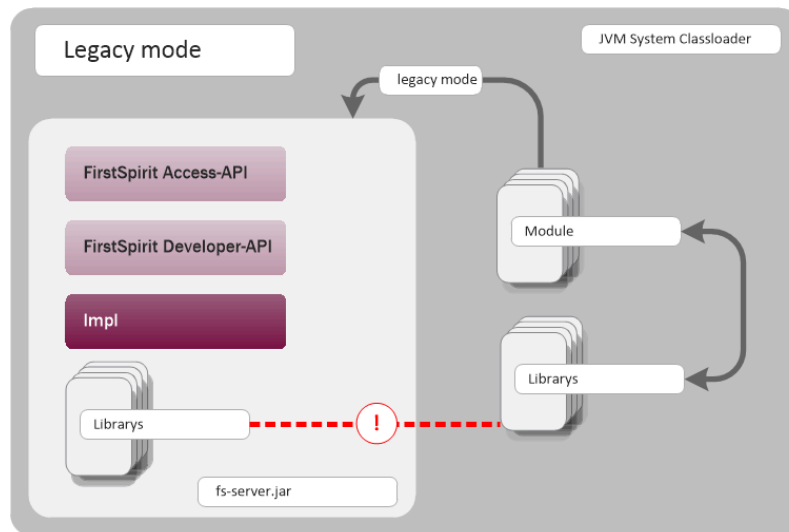 Legacy mode
JVM System Classloader
legacy mode
FirstSpirit Access-API
FirstSpirit Developer-API
Impl
Librarys
fs-server.jar
Module
Librarys
!